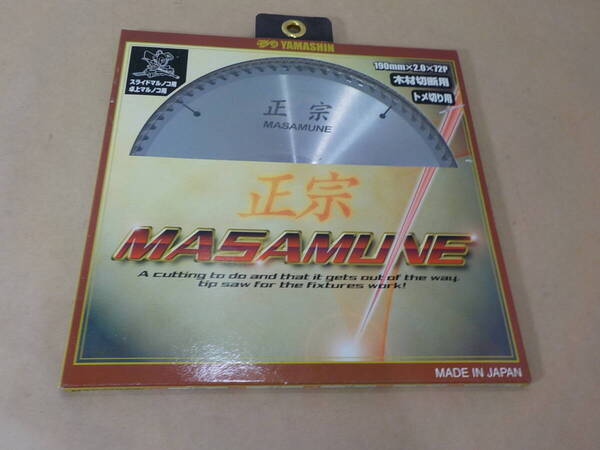 YAMASHIN
スライドマルノコ用
卓上マルノコ用
190mm×2.0×72P
木材切断用
トメ切り用
正宗
MASAMUNE
正宗
MASAMUNE
A cutting to do and that it gets out of the way,
tip saw for the fixtures work!
MADE IN JAPAN